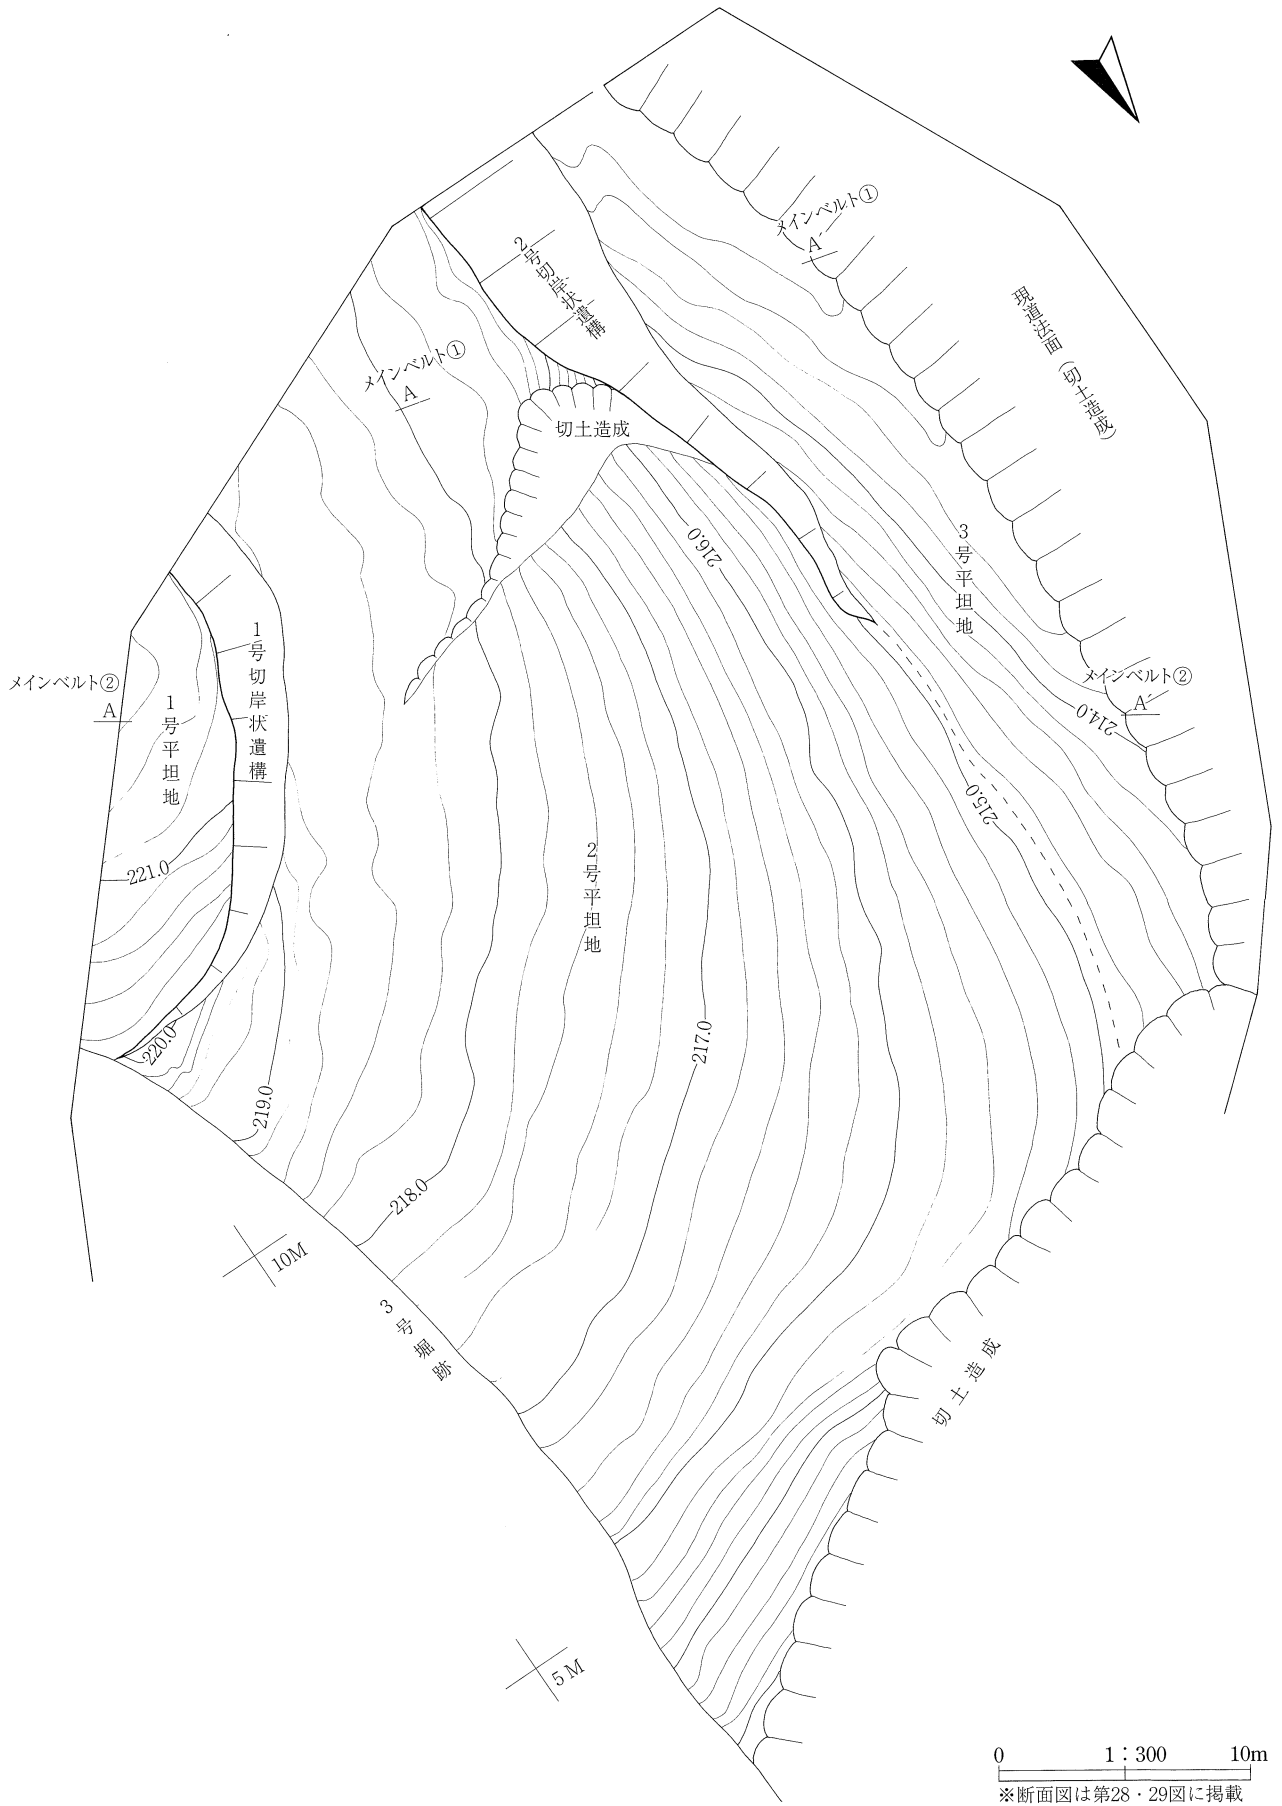 メインベルト①
A′
2号切岸状遺構
現道法面（切土造成）
メインベルト①
A
切土造成
216.0
3号平坦地
1号切岸状遺構
メインベルト②
A
1号平坦地
メインベルト②
A′
214.0
215.0
221.0
2号平坦地
217.0
220.0
219.0
218.0
10M
3号堀跡
切土造成
5M
0 1：300 10m
※断面図は第28・29図に掲載